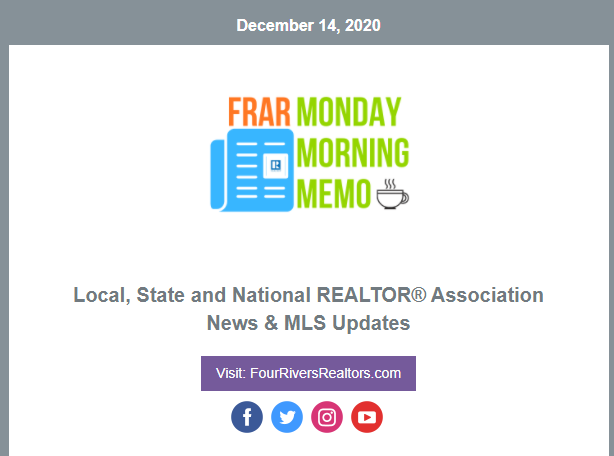 December 14, 2020
FRAR MONDAY
MORNING
MEMO
Local, State and National REALTOR® Association
News & MLS Updates
Visit: FourRiversRealtors.com